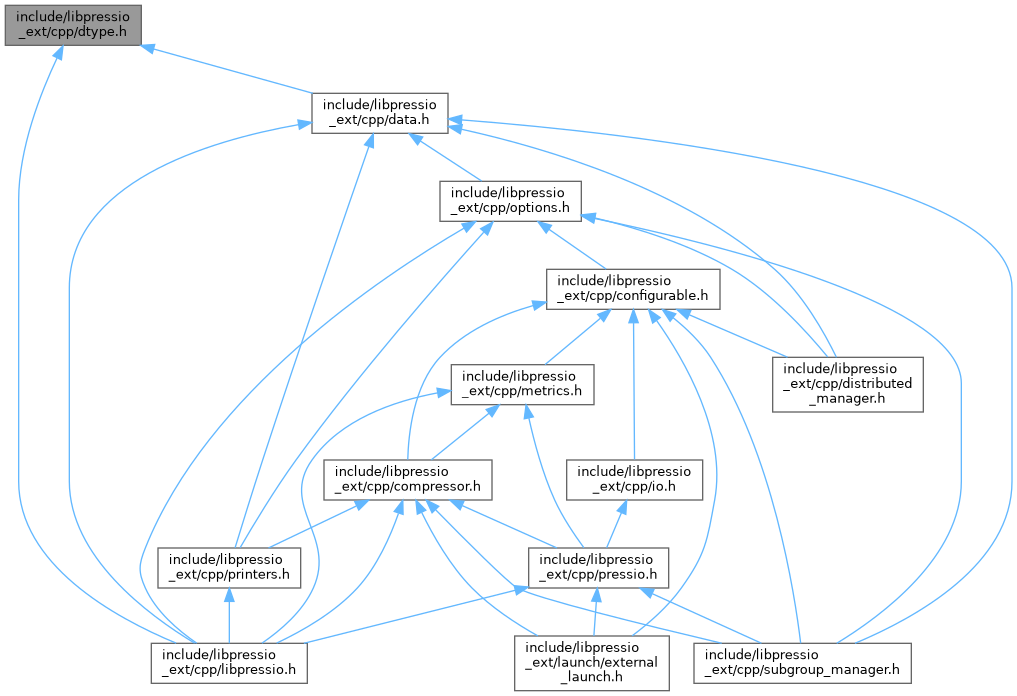 include/libpressio
_ext/cpp/dtype.h
include/libpressio
_ext/cpp/data.h
include/libpressio
_ext/cpp/options.h
include/libpressio
_ext/cpp/configurable.h
include/libpressio
_ext/cpp/metrics.h
include/libpressio
_ext/cpp/distributed
_manager.h
include/libpressio
_ext/cpp/compressor.h
include/libpressio
_ext/cpp/io.h
include/libpressio
_ext/cpp/printers.h
include/libpressio
_ext/cpp/pressio.h
include/libpressio
_ext/cpp/libpressio.h
include/libpressio
_ext/launch/external
_launch.h
include/libpressio
_ext/cpp/subgroup_manager.h